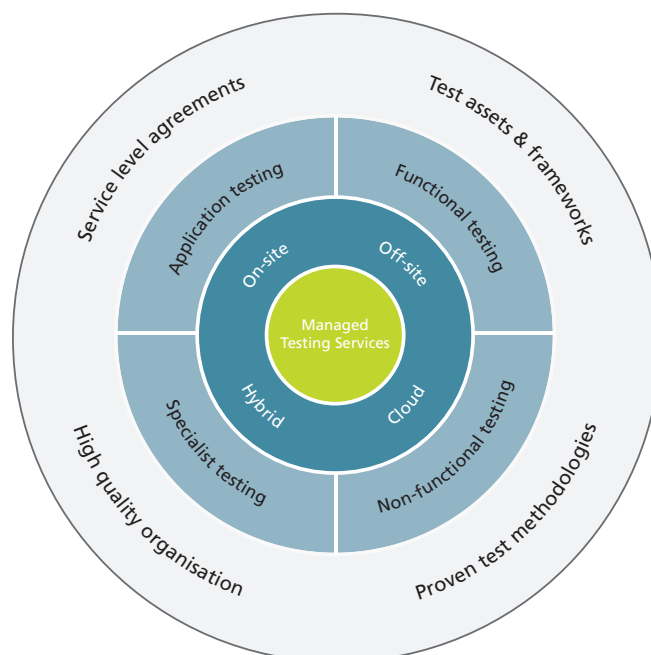 Service level agreements
Test assets & frameworks
Application testing
Functional testing
On-site
Off-site
Managed
Testing Services
Hybrid
Cloud
Specialist testing
Non-functional testing
High quality organisation
Proven test methodologies